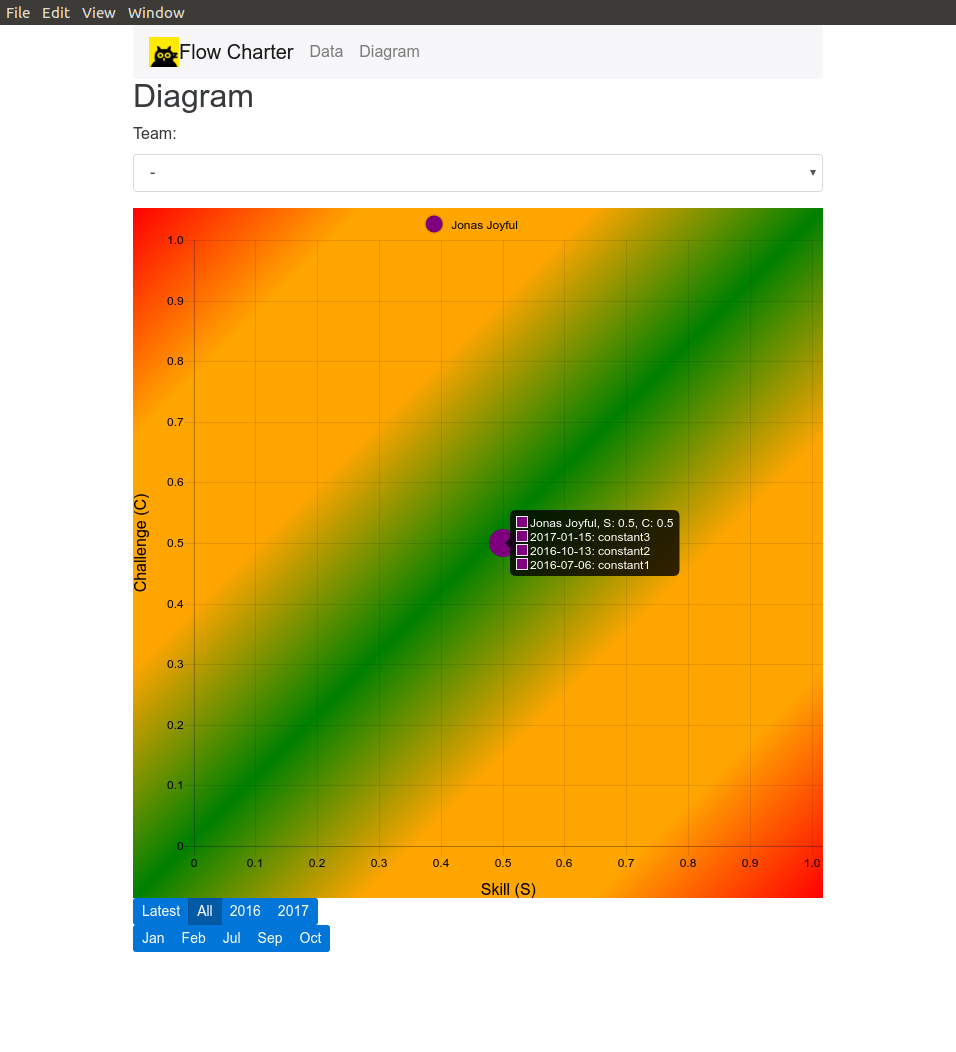 File Edit View Window
Flow Charter Data Diagram
Diagram
Team:
-
Jonas Joyful
1.0
0.9
0.8
0.7
0.6
0.5
0.4
0.3
0.2
0.1
0
Challenge (C)
Jonas Joyful, S: 0.5, C: 0.5
2017-01-15: constant3
2016-10-13: constant2
2016-07-06: constant1
0 0.1 0.2 0.3 0.4 0.5 0.6 0.7 0.8 0.9 1.0
Skill (S)
Latest All 2016 2017
Jan Feb Jul Sep Oct